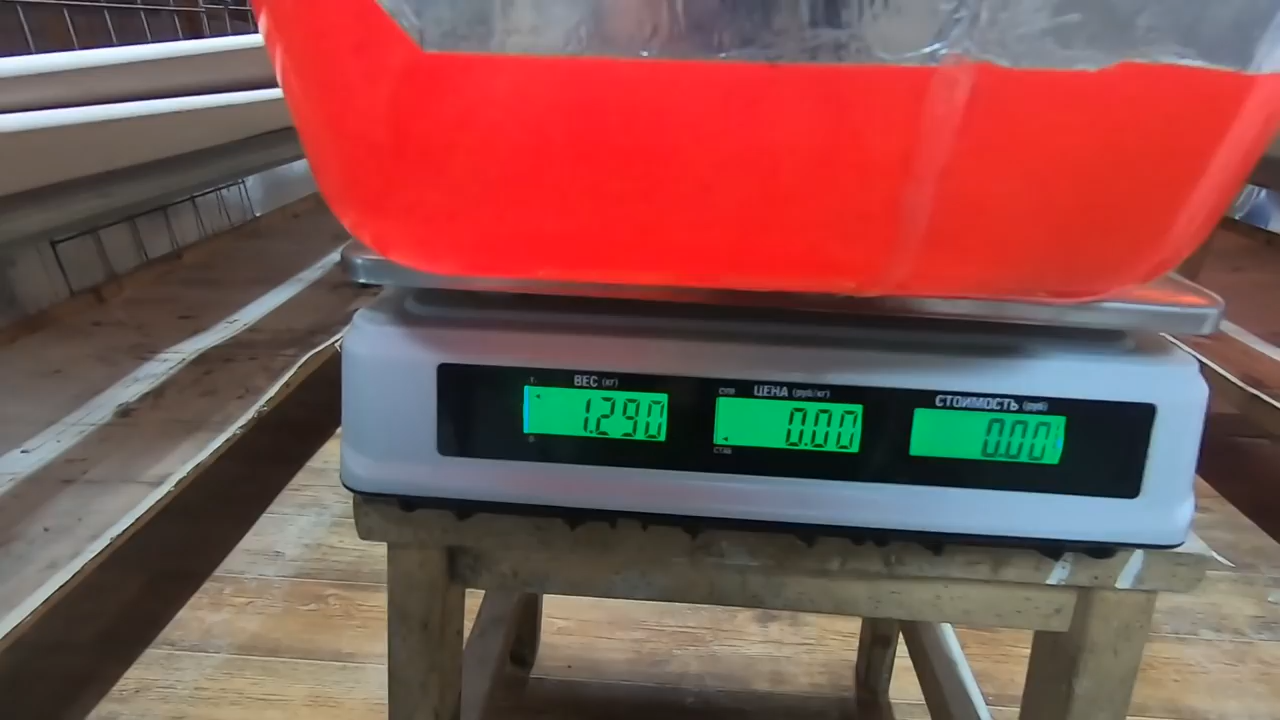 ВЕС (кг)
1.290
ЦЕНА (руб/кг)
0.00
СТОИМОСТЬ (руб)
0.00